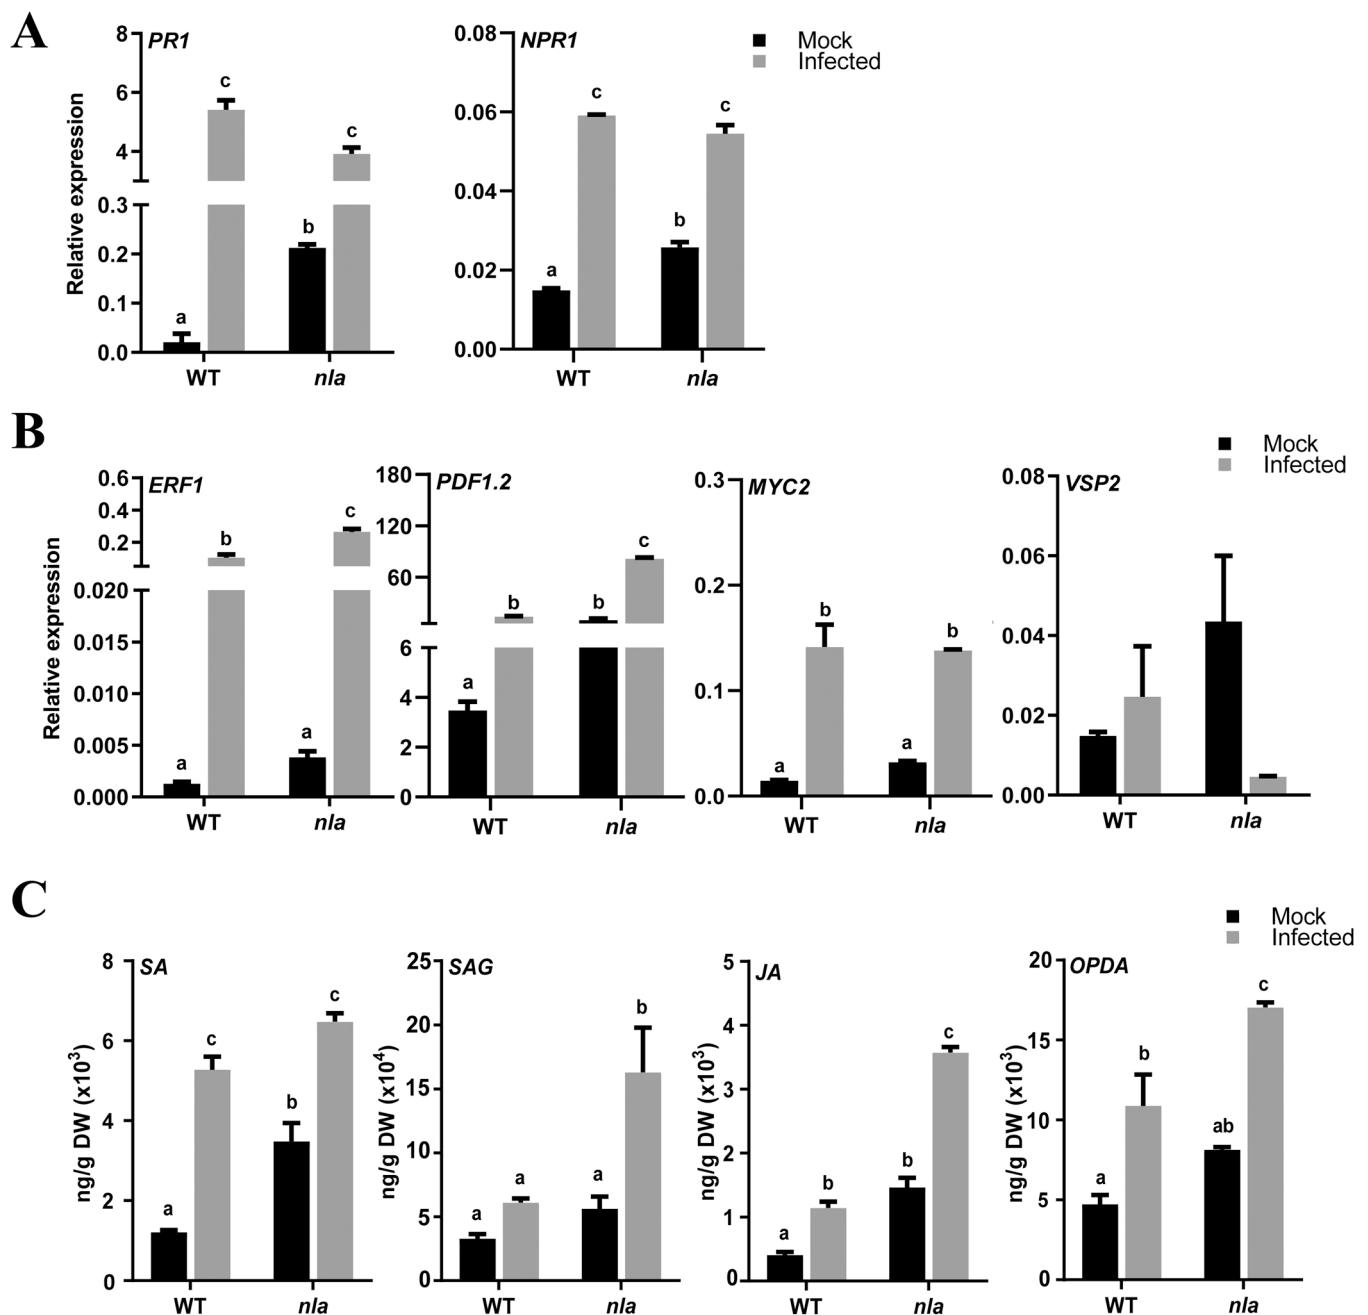 A
PR1
NPR1
Mock
Infected
Relative expression
8
6
4
0.3
0.2
0.1
0.0
a
c
b
c
WT
nla
0.08
0.06
0.04
0.02
0.00
a
c
b
c
WT
nla
B
Mock
Infected
Relative expression
ERF1
0.6
0.4
0.2
0.020
0.015
0.010
0.005
0.000
a
b
a
c
WT
nla
PDF1.2
180
120
60
6
4
2
0
a
b
b
c
WT
nla
MYC2
0.3
0.2
0.1
0.0
a
b
a
b
WT
nla
VSP2
0.08
0.06
0.04
0.02
0.00
WT
nla
C
Mock
Infected
SA
ng/g DW (x10³)
8
6
4
2
0
a
c
b
c
WT
nla
SAG
ng/g DW (x10⁴)
25
20
15
10
5
0
a
a
a
b
WT
nla
JA
ng/g DW (x10³)
5
4
3
2
1
0
a
b
b
c
WT
nla
OPDA
ng/g DW (x10³)
20
15
10
5
0
a
b
ab
c
WT
nla